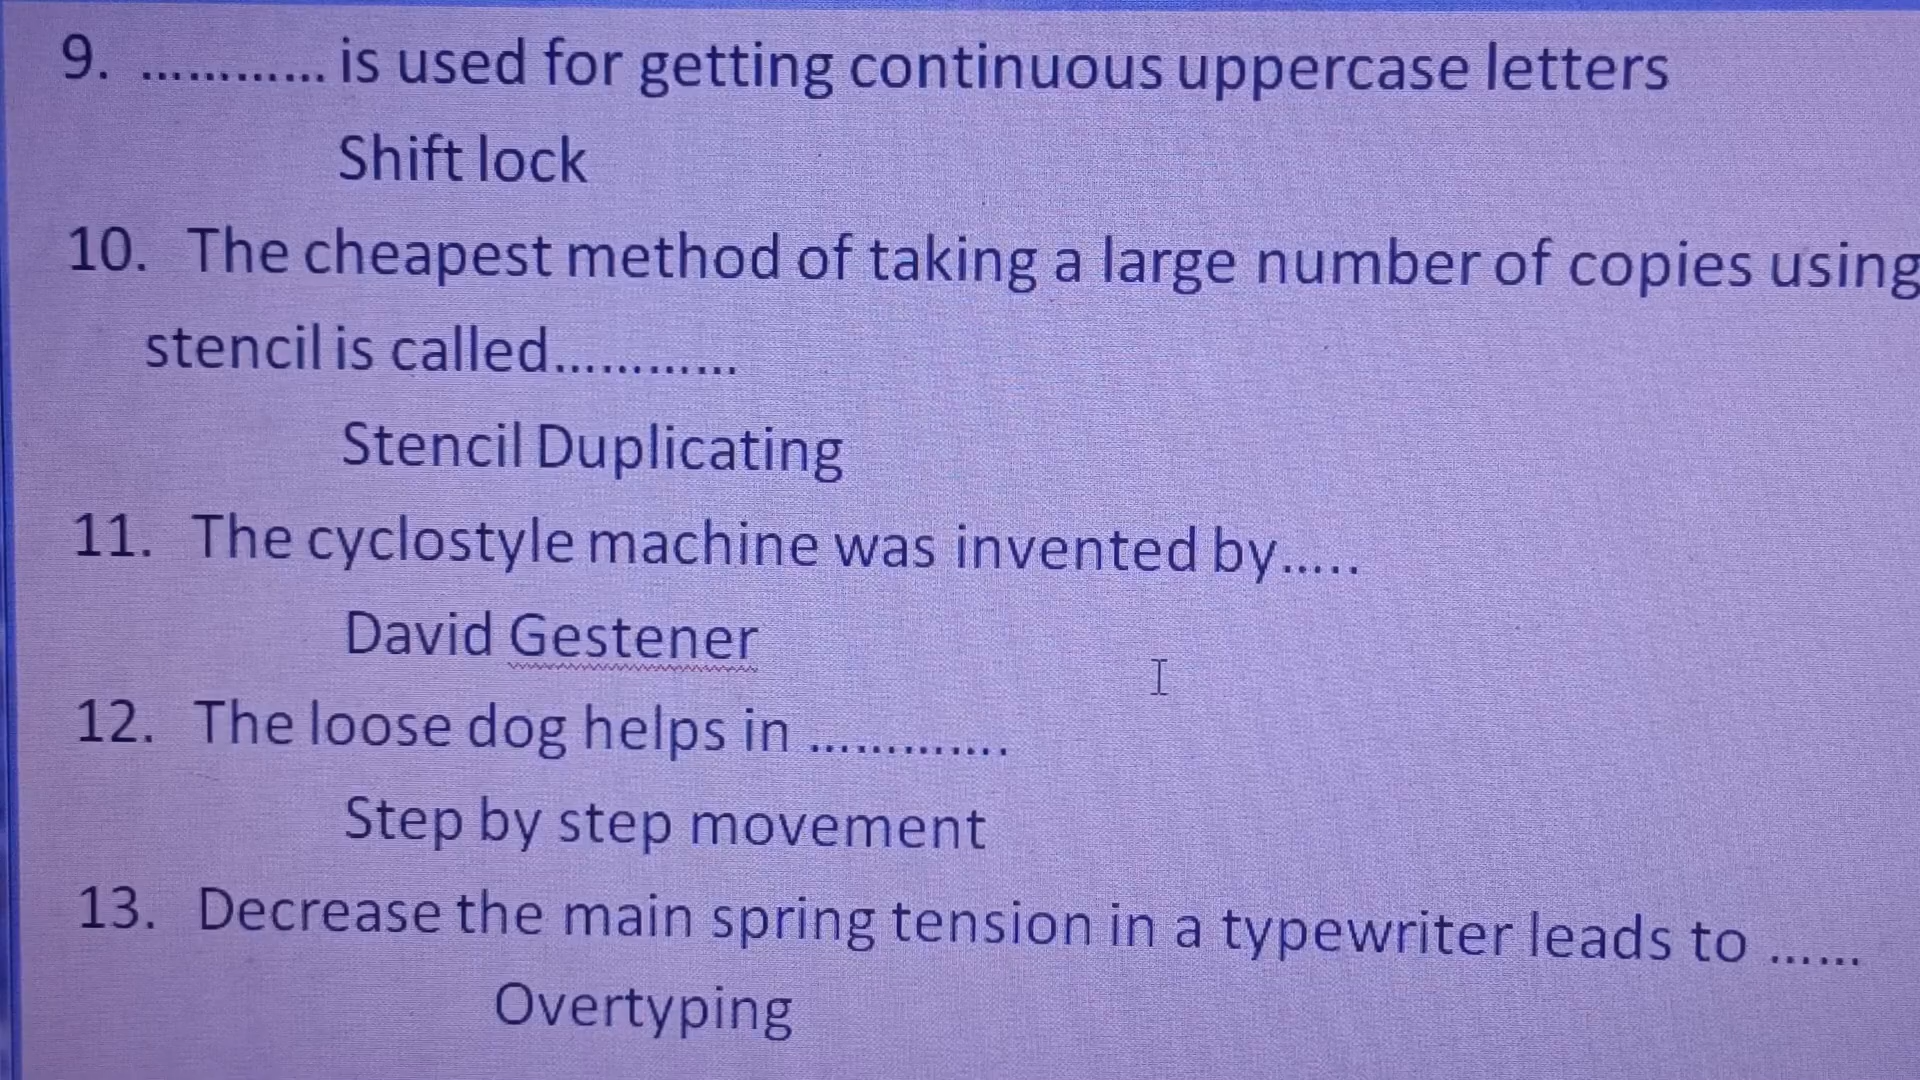 9. ............ is used for getting continuous uppercase letters
Shift lock
10. The cheapest method of taking a large number of copies using
stencil is called............
Stencil Duplicating
11. The cyclostyle machine was invented by.....
David Gestener
12. The loose dog helps in .............
Step by step movement
13. Decrease the main spring tension in a typewriter leads to ......
Overtyping